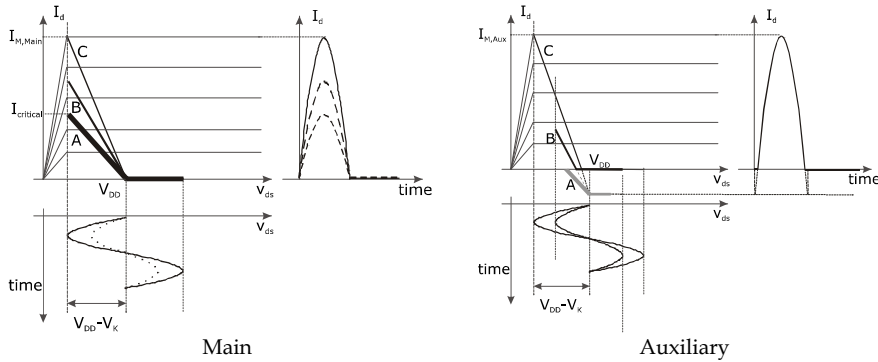 I_d
I_M,Main
C
I_critical
B
A
V_DD
v_ds
v_ds
time
V_DD-V_K
I_d
time
Main
I_d
I_M,Aux
C
B
A
V_DD
v_ds
v_ds
time
V_DD-V_K
I_d
time
Auxiliary